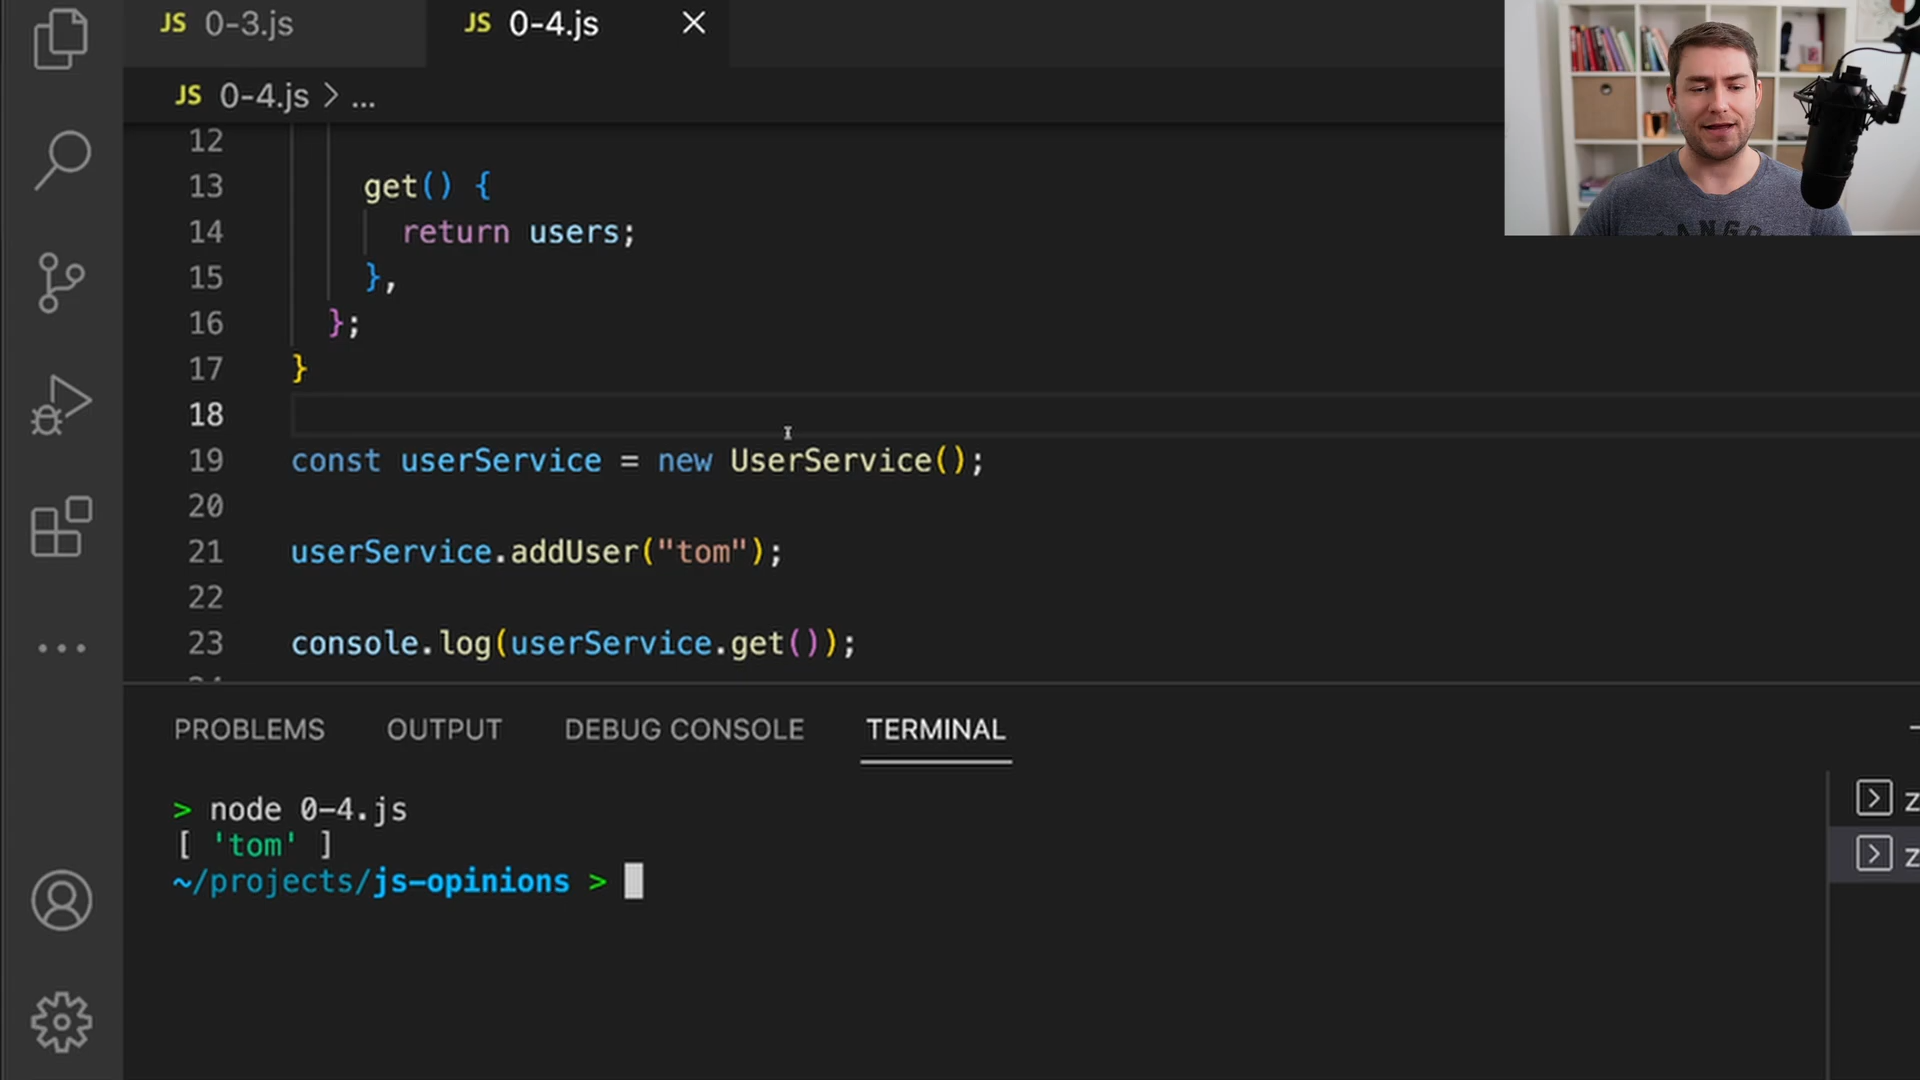 JS 0-3.js
JS 0-4.js
JS 0-4.js > ...
12
13 get() {
14 return users;
15 },
16 };
17 }
18
19 const userService = new UserService();
20
21 userService.addUser("tom");
22
23 console.log(userService.get());
PROBLEMS OUTPUT DEBUG CONSOLE TERMINAL
> node 0-4.js
[ 'tom' ]
~/projects/js-opinions >
z
z